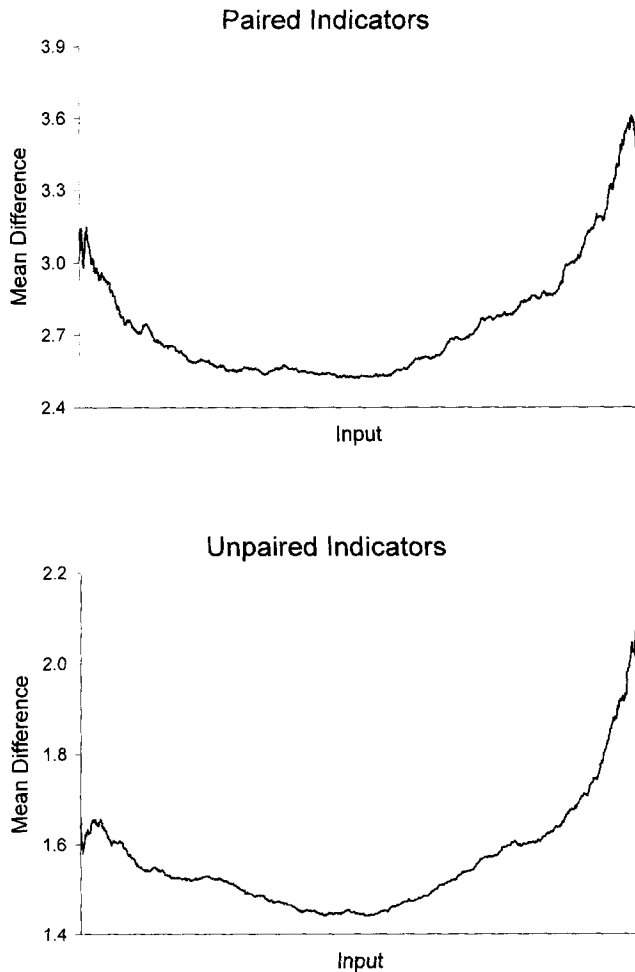 Paired Indicators
3.9
3.6
3.3
3.0
2.7
2.4
Mean Difference
Input
Unpaired Indicators
2.2
2.0
1.8
1.6
1.4
Mean Difference
Input